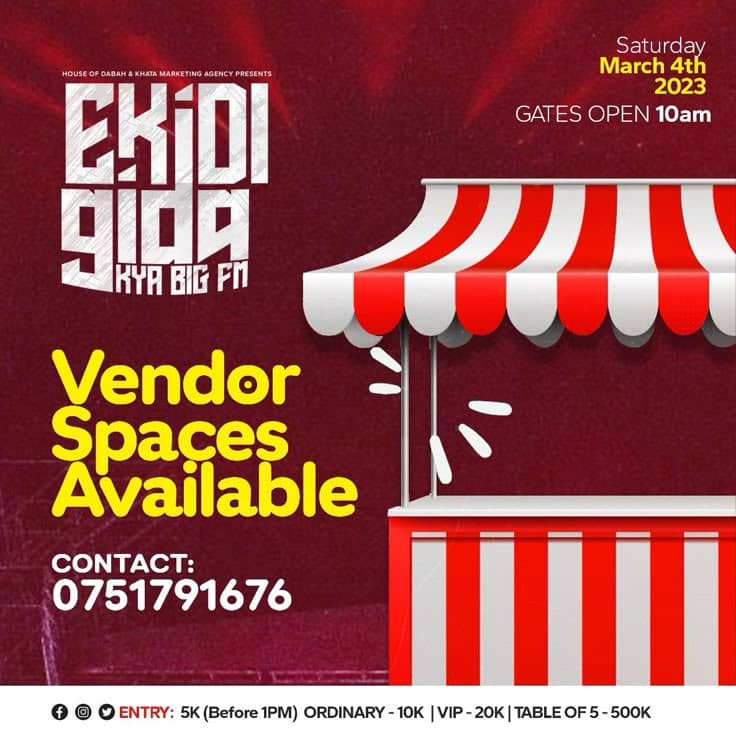 HOUSE OF DABAH & KHATA MARKETING AGENCY PRESENTS
EKIDI
gida
KYA BIG FM
Saturday
March 4th
2023
GATES OPEN 10am
Vendor
Spaces
Available
CONTACT:
0751791676
ENTRY: 5K (Before 1PM) ORDINARY - 10K | VIP - 20K | TABLE OF 5 - 500K